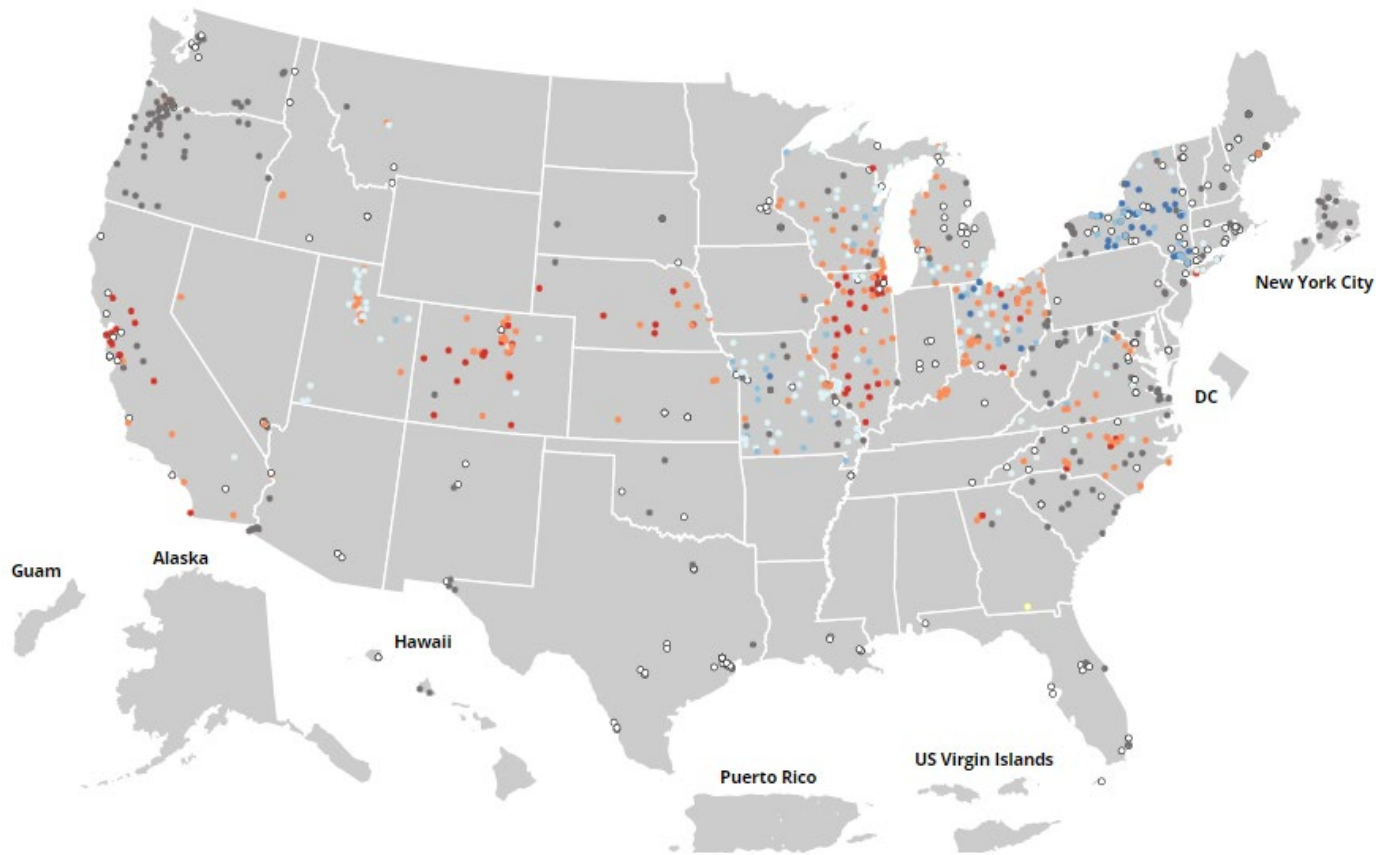 New York City
DC
Alaska
Guam
Hawaii
US Virgin Islands
Puerto Rico